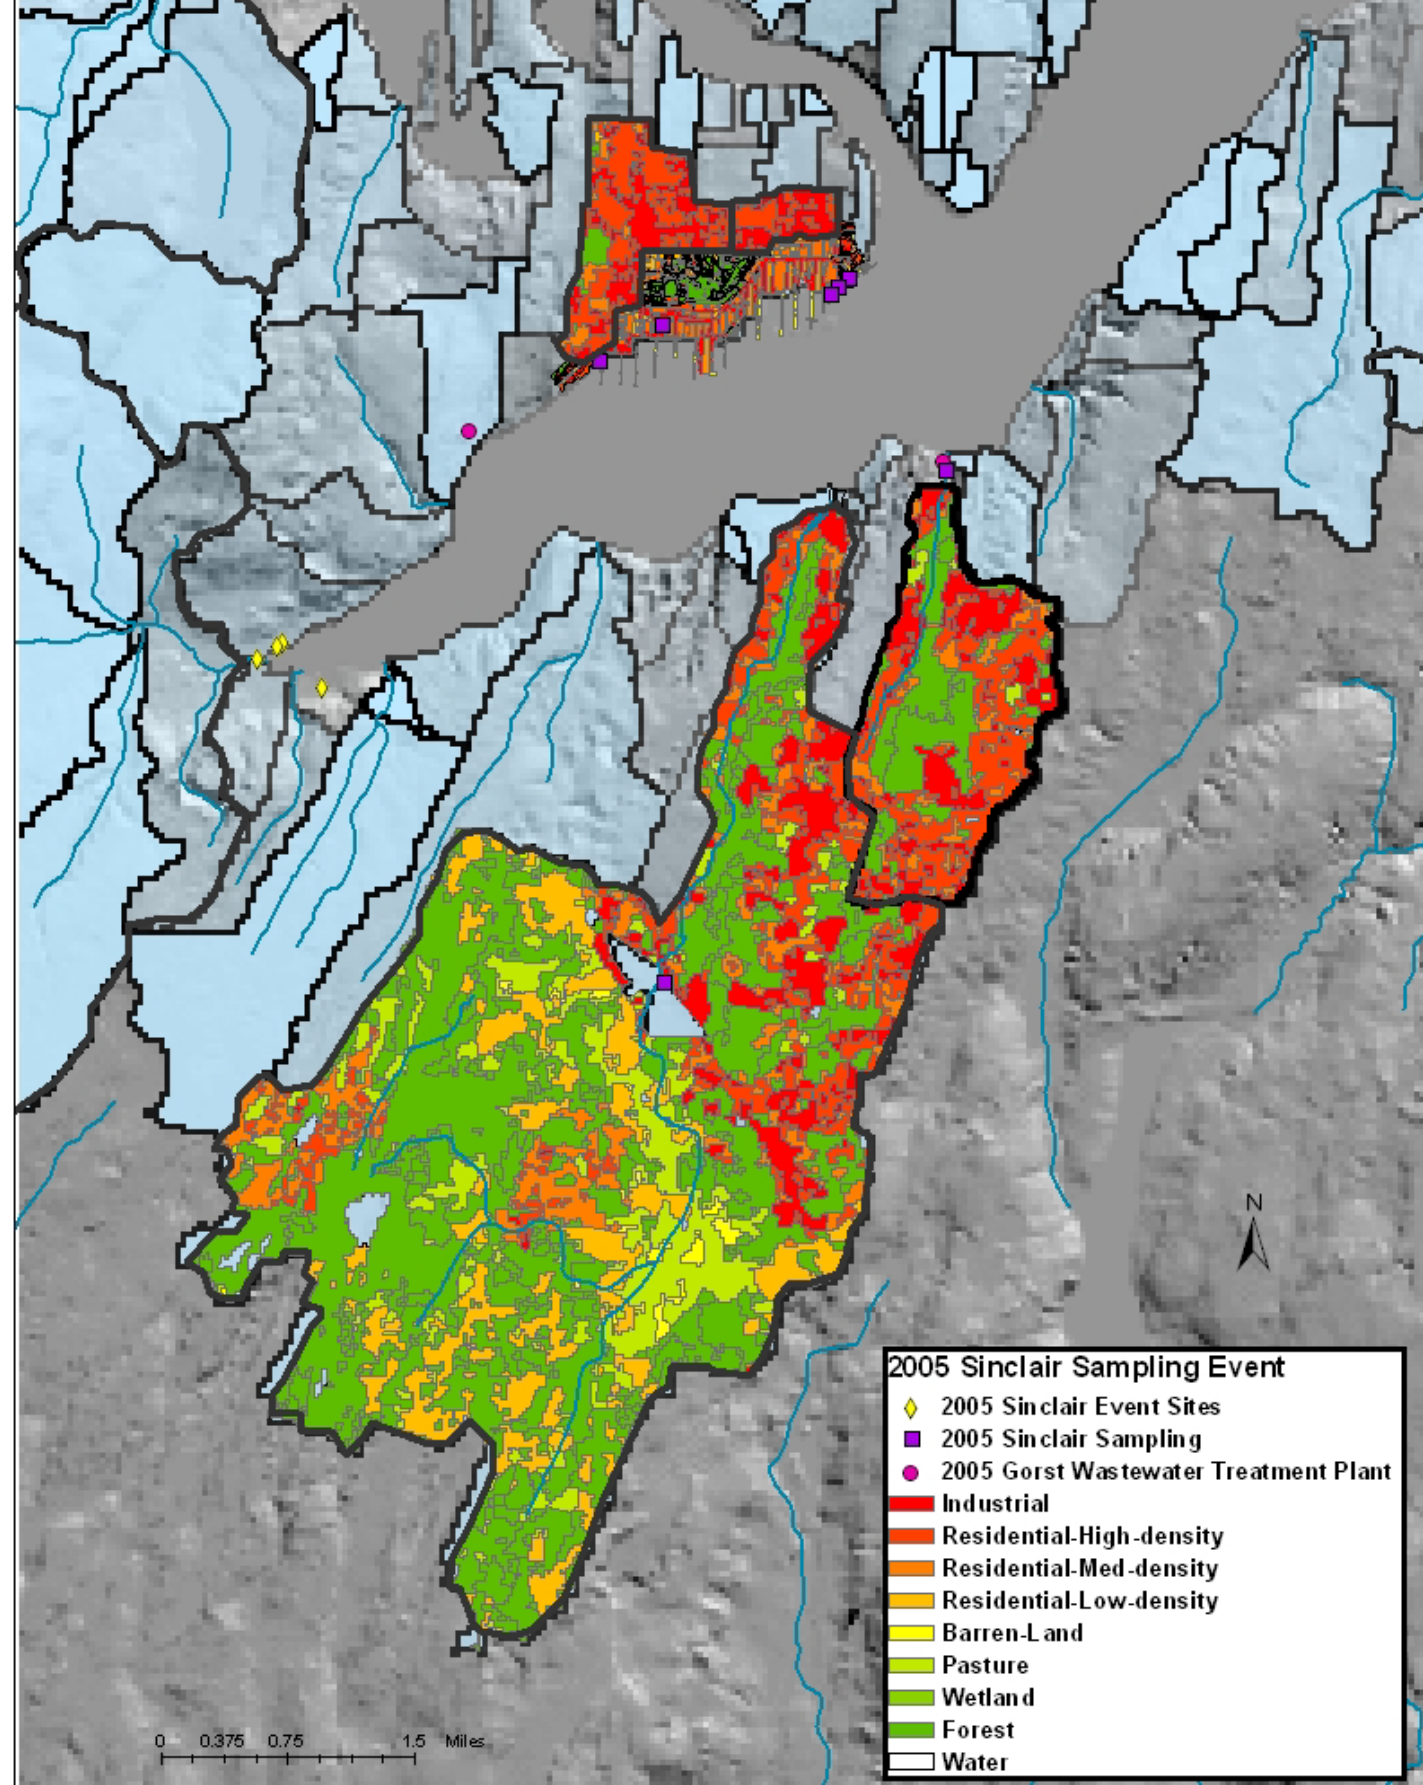 N
2005 Sinclair Sampling Event
2005 Sinclair Event Sites
2005 Sinclair Sampling
2005 Gorst Wastewater Treatment Plant
Industrial
Residential-High-density
Residential-Med-density
Residential-Low-density
Barren-Land
Pasture
Wetland
Forest
Water
0 0.375 0.75 1.5 Miles